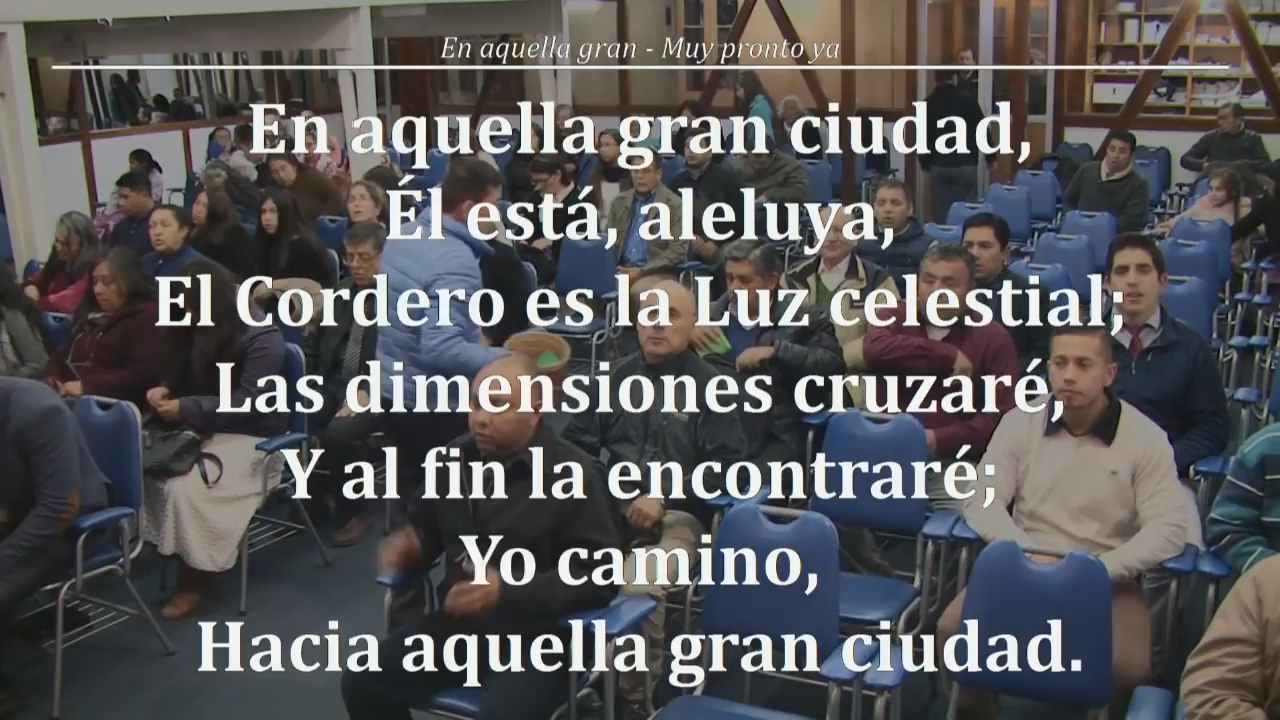 En aquella gran - Muy pronto ya
En aquella gran ciudad,
Él está, aleluya,
El Cordero es la Luz celestial;
Las dimensiones cruzaré,
Y al fin la encontraré;
Yo camino,
Hacia aquella gran ciudad.